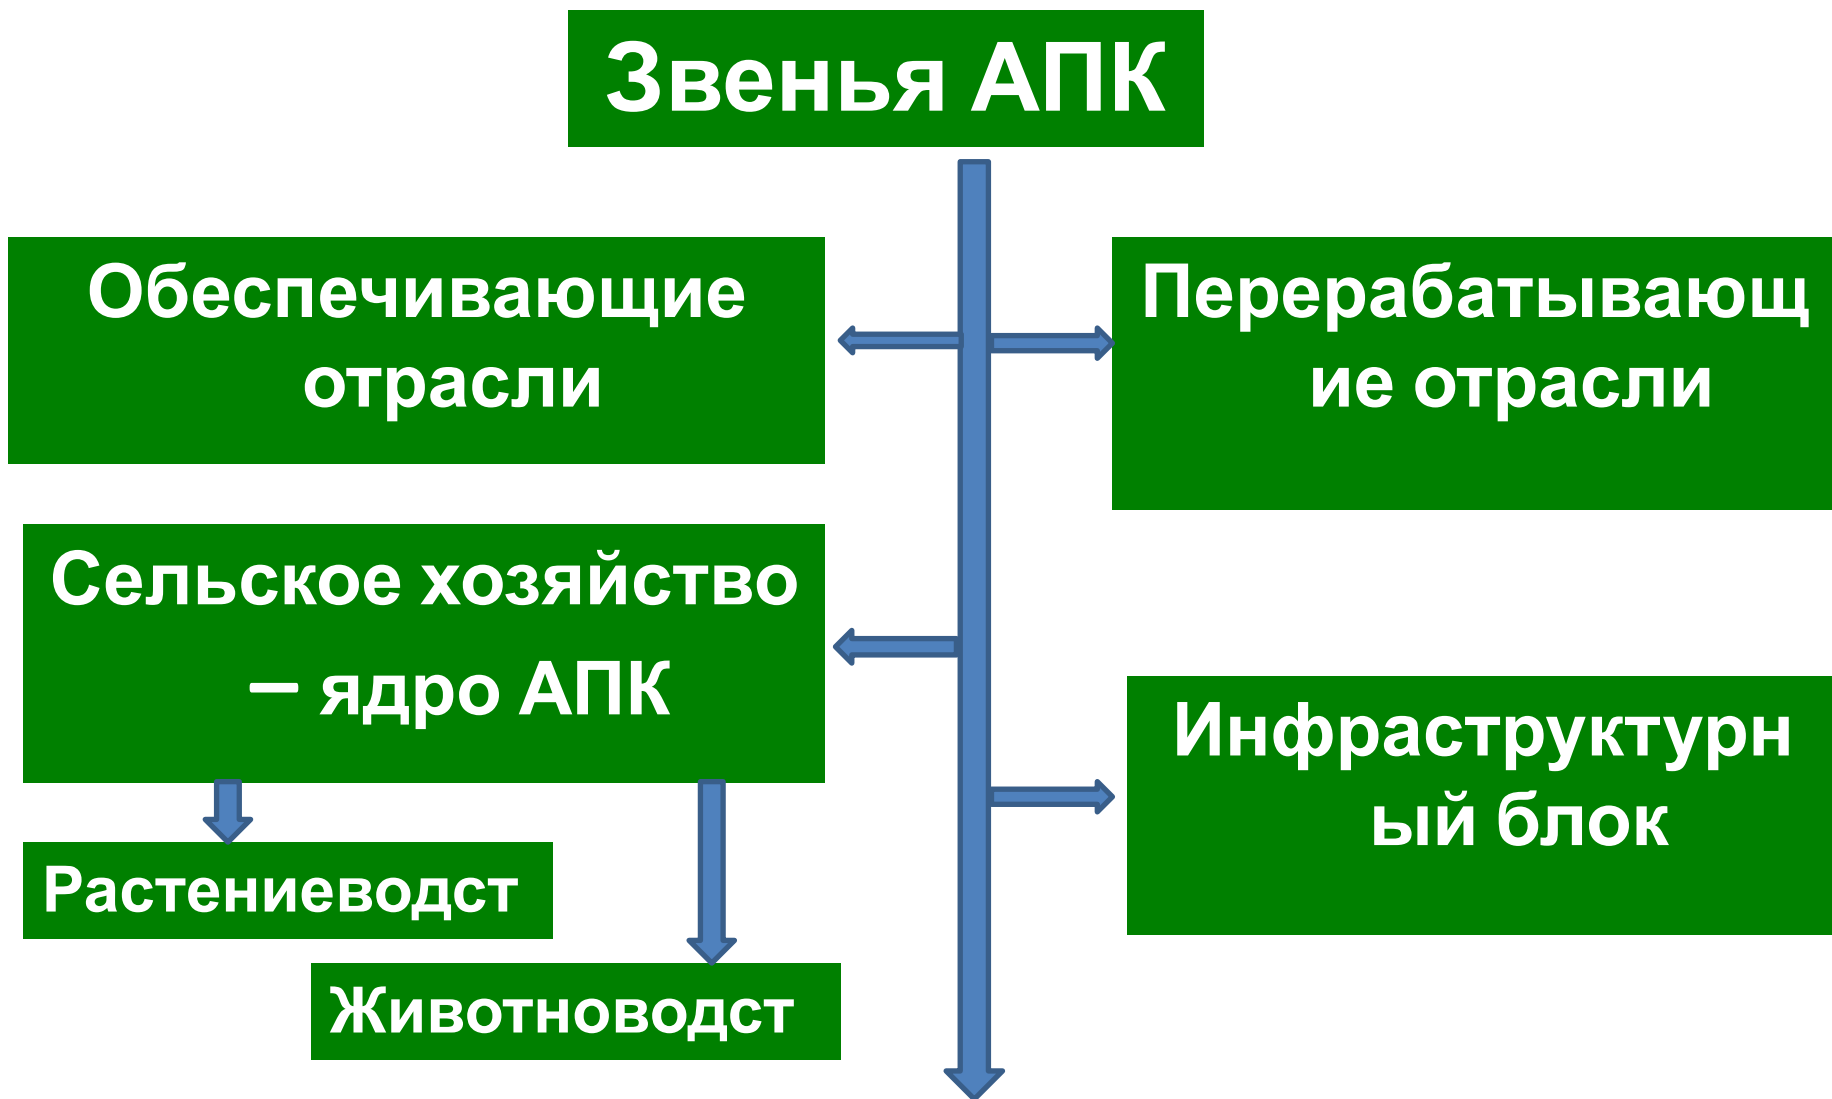 Звенья АПК
Обеспечивающие
отрасли
Перерабатывающ
ие отрасли
Сельское хозяйство
– ядро АПК
Инфраструктурн
ый блок
Растениеводст
Животноводст